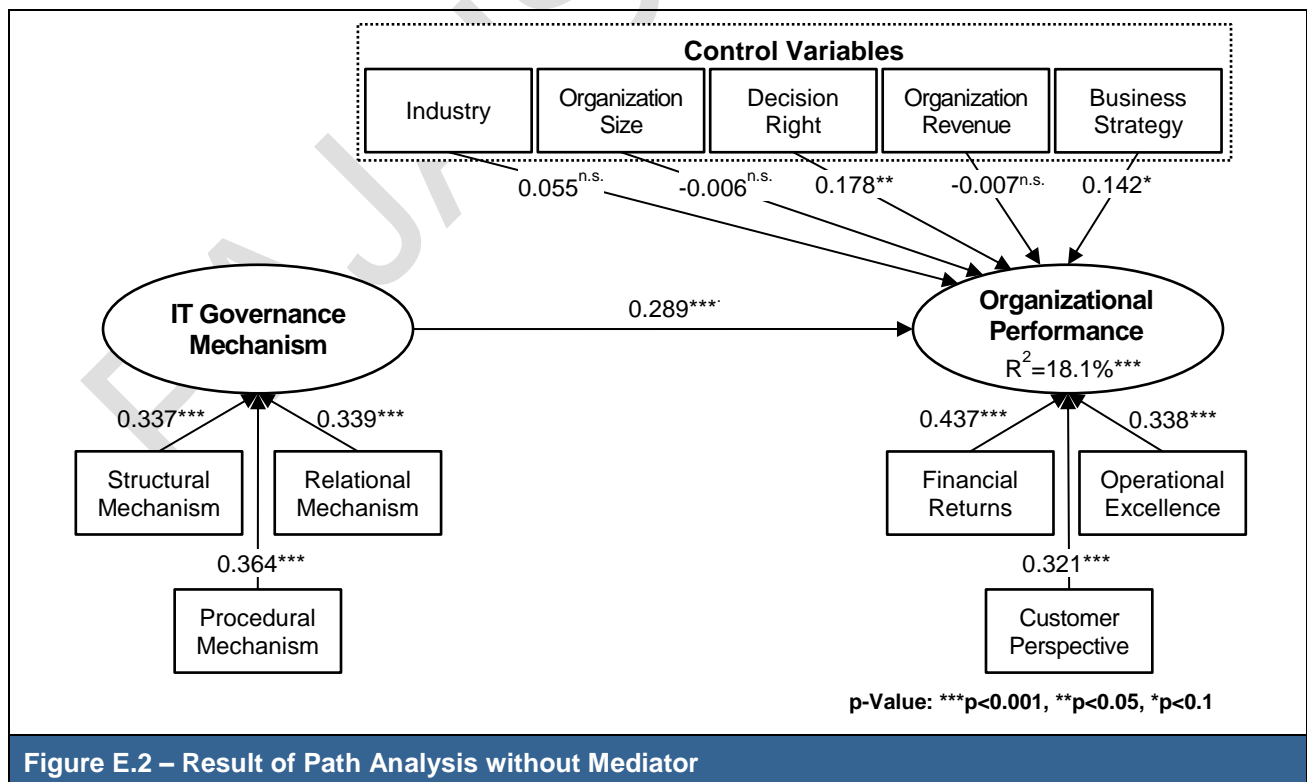 Control Variables
Industry
Organization
Size
Decision
Right
Organization
Revenue
Business
Strategy
0.055n.s.
-0.006n.s.
0.178**
-0.007n.s.
0.142*
IT Governance
Mechanism
0.289***
Organizational
Performance
R2=18.1%***
0.337***
0.339***
0.437***
0.338***
Structural
Mechanism
Relational
Mechanism
Financial
Returns
Operational
Excellence
0.364***
0.321***
Procedural
Mechanism
Customer
Perspective
p-Value: ***p<0.001, **p<0.05, *p<0.1
Figure E.2 – Result of Path Analysis without Mediator